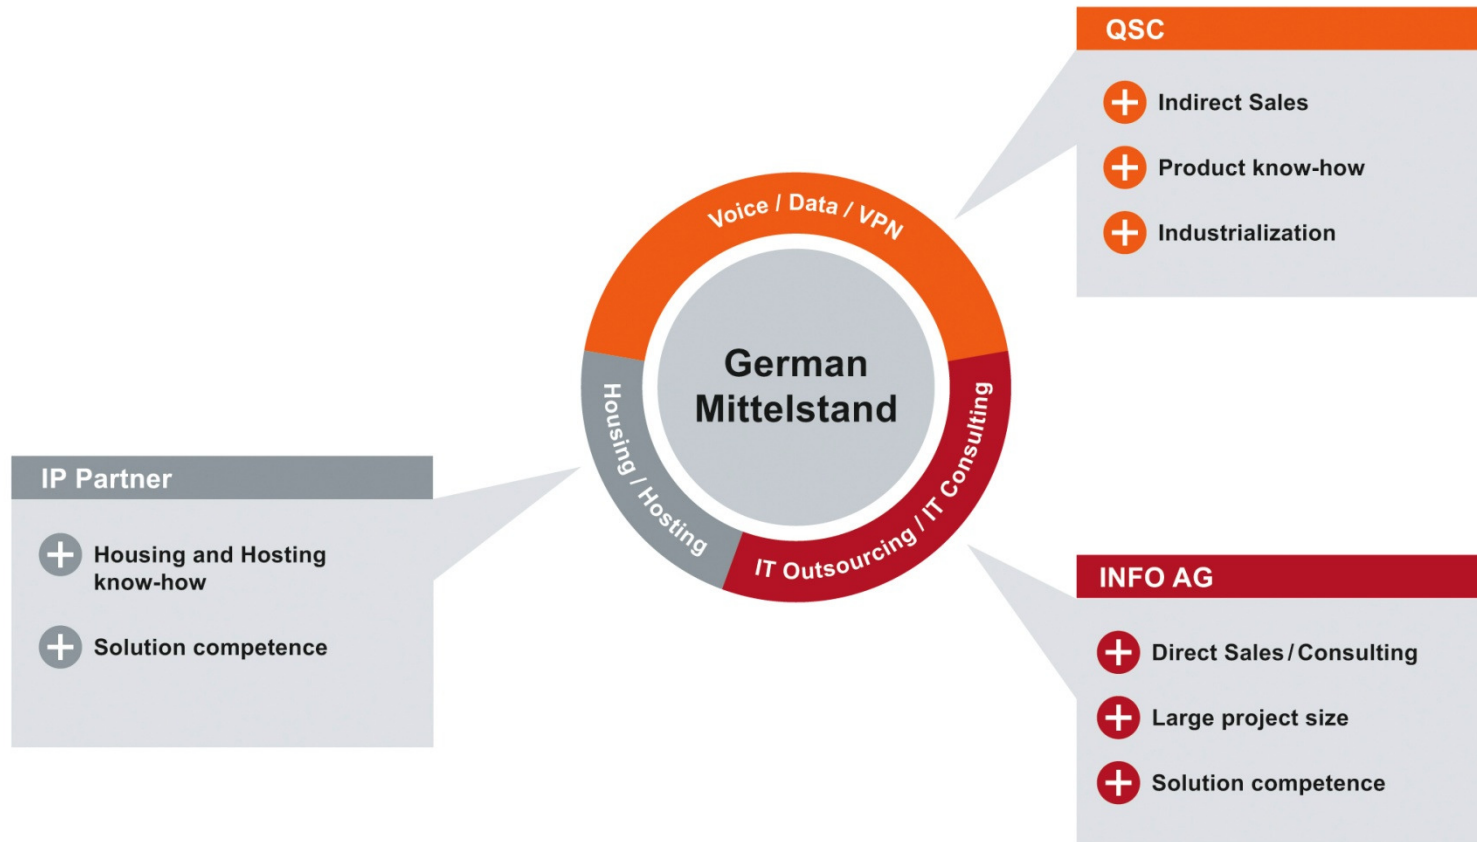 QSC
Indirect Sales
Product know-how
Industrialization
Voice / Data / VPN
German
Mittelstand
Housing / Hosting
IT Outsourcing / IT Consulting
IP Partner
Housing and Hosting
know-how
Solution competence
INFO AG
Direct Sales / Consulting
Large project size
Solution competence